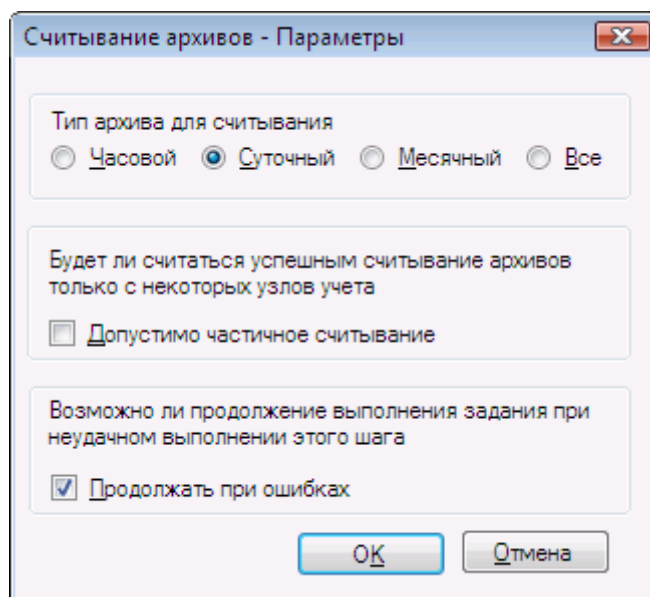 Считывание архивов - Параметры
Тип архива для считывания
Часовой Суточный Месячный Все
Будет ли считаться успешным считывание архивов
только с некоторых узлов учета
Допустимо частичное считывание
Возможно ли продолжение выполнения задания при
неудачном выполнении этого шага
Продолжать при ошибках
OK Отмена